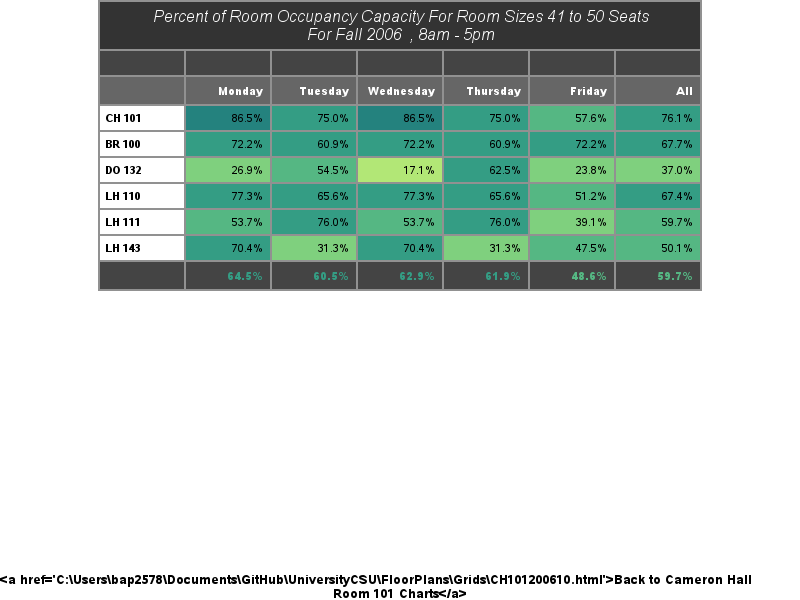 Percent of Room Occupancy Capacity For Room Sizes 41 to 50 Seats
For Fall 2006 , 8am - 5pm
Monday Tuesday Wednesday Thursday Friday All
CH 101 86.5% 75.0% 86.5% 75.0% 57.6% 76.1%
BR 100 72.2% 60.9% 72.2% 60.9% 72.2% 67.7%
DO 132 26.9% 54.5% 17.1% 62.5% 23.8% 37.0%
LH 110 77.3% 65.6% 77.3% 65.6% 51.2% 67.4%
LH 111 53.7% 76.0% 53.7% 76.0% 39.1% 59.7%
LH 143 70.4% 31.3% 70.4% 31.3% 47.5% 50.1%
64.5% 60.5% 62.9% 61.9% 48.6% 59.7%
<a href='C:\Users\bap2578\Documents\GitHub\UniversityCSU\FloorPlans\Grids\CH101200610.html'>Back to Cameron Hall
Room 101 Charts</a>